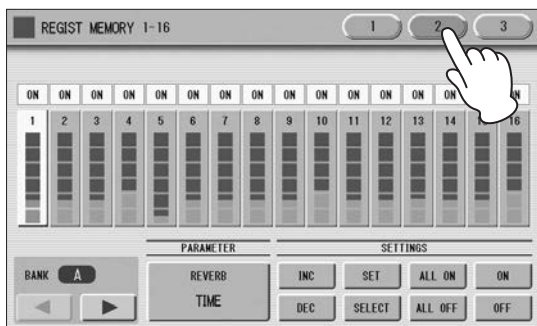 REGIST MEMORY 1-16 1 2 3
ON ON ON ON ON ON ON ON ON ON ON ON ON ON
1 2 3 4 5 6 7 8 9 10 11 12 13 14 16
PARAMETER SETTINGS
BANK A REVERB TIME INC SET ALL ON ON
DEC SELECT ALL OFF OFF